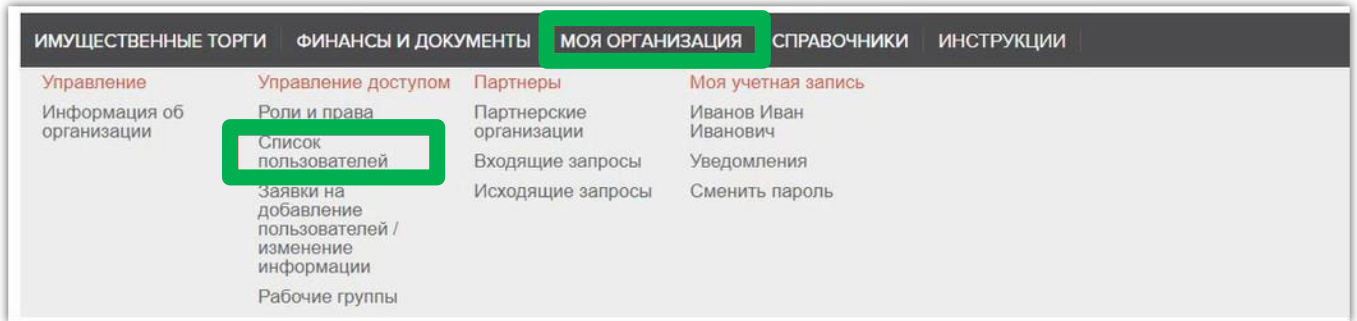 ИМУЩЕСТВЕННЫЕ ТОРГИ ФИНАНСЫ И ДОКУМЕНТЫ МОЯ ОРГАНИЗАЦИЯ СПРАВОЧНИКИ ИНСТРУКЦИИ
Управление
Информация об
организации
Управление доступом
Роли и права
Список
пользователей
Заявки на
добавление
пользователей /
изменение
информации
Рабочие группы
Партнеры
Партнерские
организации
Входящие запросы
Исходящие запросы
Моя учетная запись
Иванов Иван
Иванович
Уведомления
Сменить пароль